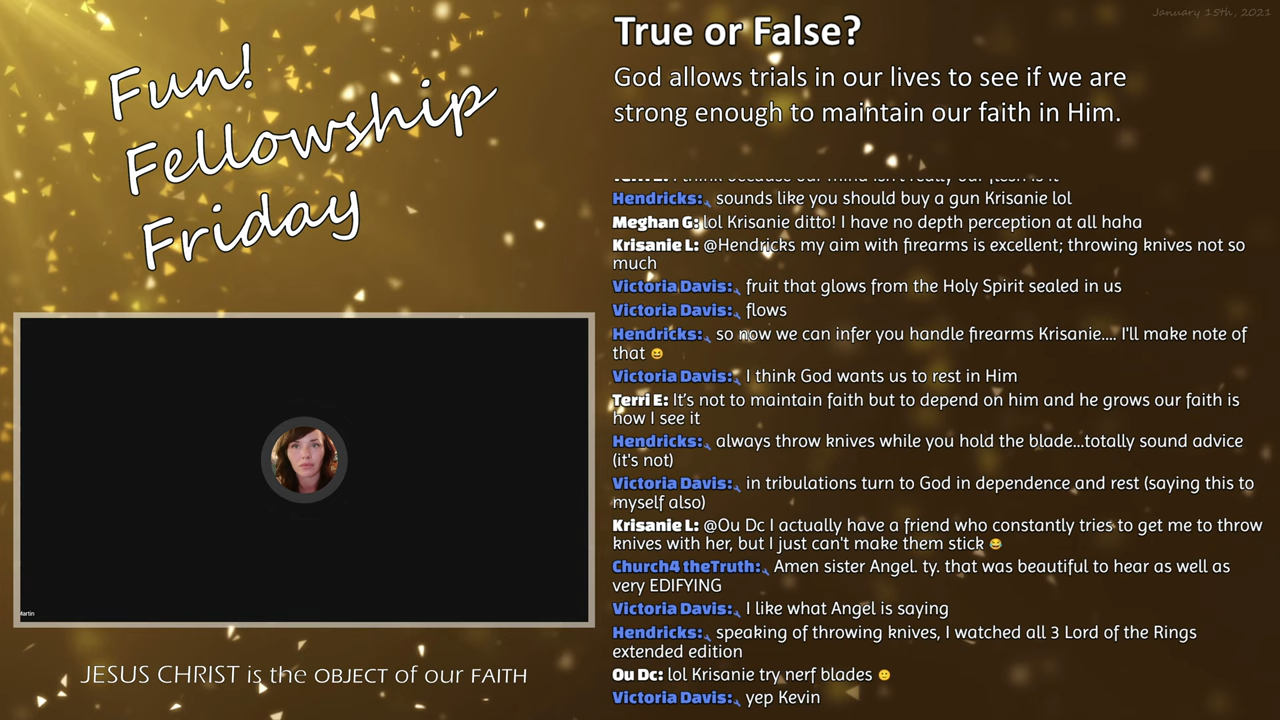 Fun!
Fellowship
Friday
January 15th, 2021
True or False?
God allows trials in our lives to see if we are
strong enough to maintain our faith in Him.
Hendricks: sounds like you should buy a gun Krisanie lol
Meghan G: lol Krisanie ditto! I have no depth perception at all haha
Krisanie L: @Hendricks my aim with firearms is excellent; throwing knives not so
much
Victoria Davis: fruit that glows from the Holy Spirit sealed in us
Victoria Davis: flows
Hendricks: so now we can infer you handle firearms Krisanie.... I'll make note of
that 😆
Victoria Davis: I think God wants us to rest in Him
Terri E: It's not to maintain faith but to depend on him and he grows our faith is
how I see it
Hendricks: always throw knives while you hold the blade...totally sound advice
(it's not)
Victoria Davis: in tribulations turn to God in dependence and rest (saying this to
myself also)
Krisanie L: @Ou Dc I actually have a friend who constantly tries to get me to throw
knives with her, but I just can't make them stick 😂
Church4 theTruth: Amen sister Angel. ty. that was beautiful to hear as well as
very EDIFYING
Victoria Davis: I like what Angel is saying
Hendricks: speaking of throwing knives, I watched all 3 Lord of the Rings
extended edition
Ou Dc: lol Krisanie try nerf blades 🙂
Victoria Davis: yep Kevin
Martin
JESUS CHRIST is the OBJECT of our FAITH